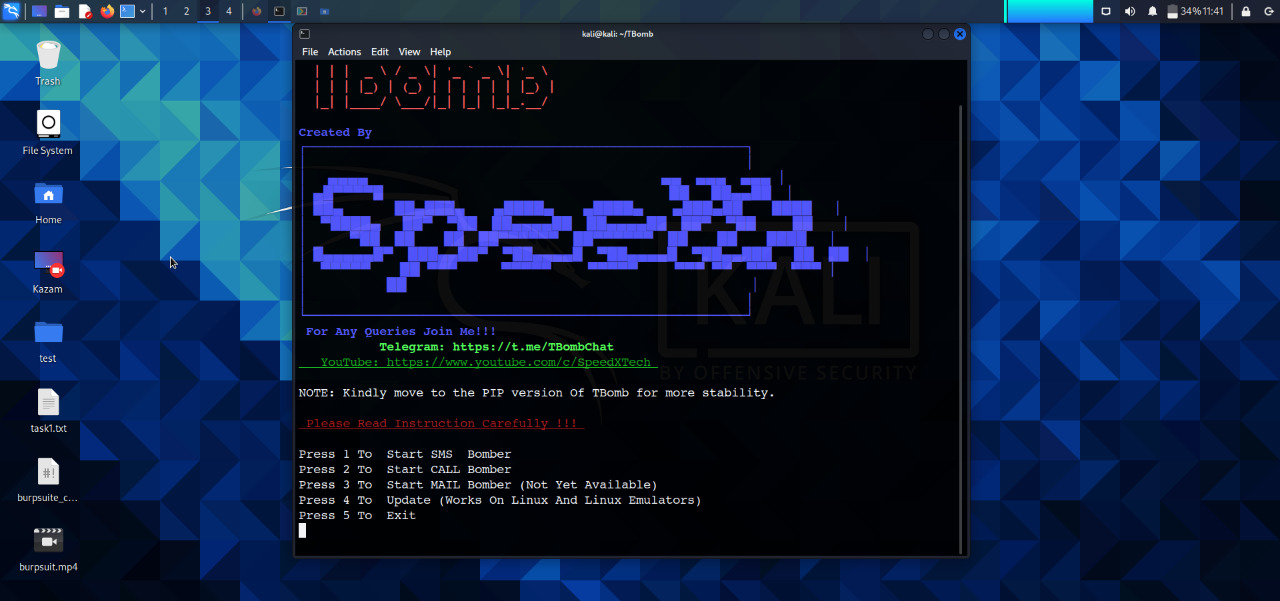 1 2 3 4
34% 11:41
kali@kali: ~/TBomb
File Actions Edit View Help
Trash
File System
Home
Kazam
test
task1.txt
burpsuite_c...
burpsuit.mp4
Created By
SpeedX
For Any Queries Join Me!!!
Telegram: https://t.me/TBombChat
YouTube: https://www.youtube.com/c/SpeedXTech
NOTE: Kindly move to the PIP version Of TBomb for more stability.
Please Read Instruction Carefully !!!
Press 1 To Start SMS Bomber
Press 2 To Start CALL Bomber
Press 3 To Start MAIL Bomber (Not Yet Available)
Press 4 To Update (Works On Linux And Linux Emulators)
Press 5 To Exit
KALI
BY OFFENSIVE SECURITY